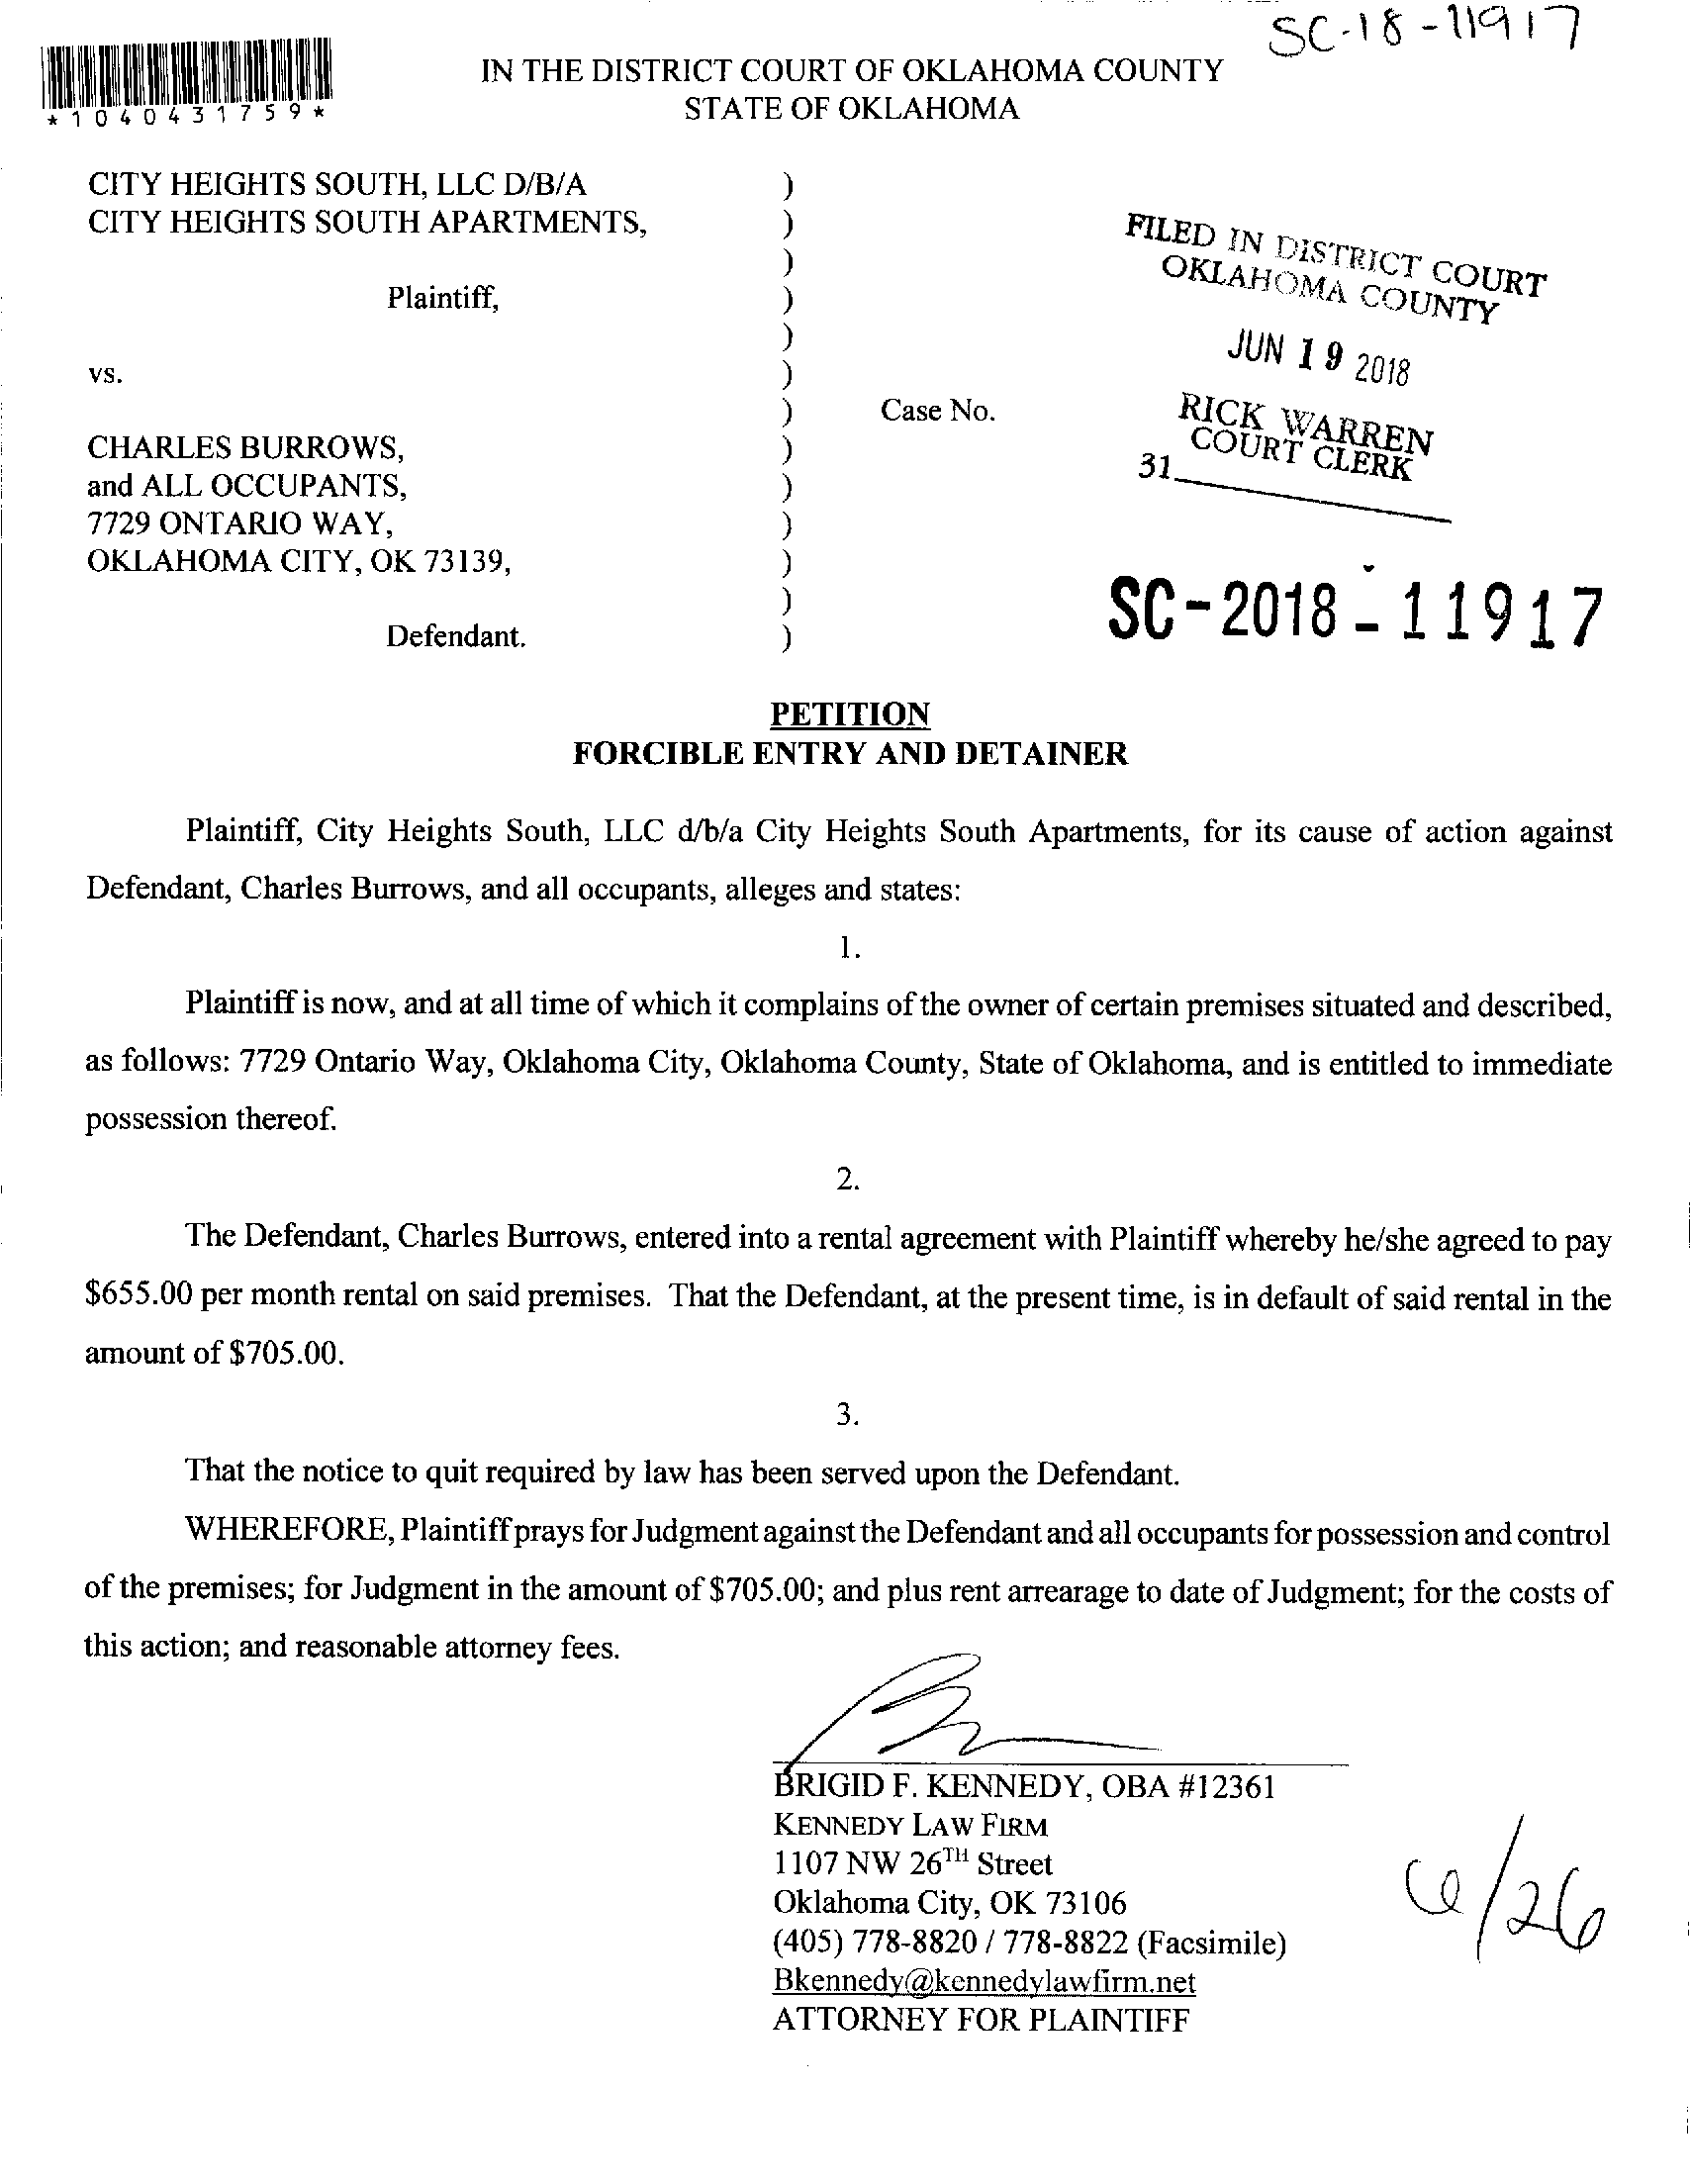 SC-18-11917
*1040431759*
IN THE DISTRICT COURT OF OKLAHOMA COUNTY
STATE OF OKLAHOMA
CITY HEIGHTS SOUTH, LLC D/B/A )
CITY HEIGHTS SOUTH APARTMENTS, )
)
Plaintiff, )
)
vs. )
) Case No.
CHARLES BURROWS, )
and ALL OCCUPANTS, )
7729 ONTARIO WAY, )
OKLAHOMA CITY, OK 73139, )
)
Defendant. )
FILED IN DISTRICT COURT
OKLAHOMA COUNTY
JUN 19 2018
RICK WARREN
COURT CLERK
31
SC-2018-11917
PETITION
FORCIBLE ENTRY AND DETAINER
Plaintiff, City Heights South, LLC d/b/a City Heights South Apartments, for its cause of action against
Defendant, Charles Burrows, and all occupants, alleges and states:
1.
Plaintiff is now, and at all time of which it complains of the owner of certain premises situated and described,
as follows: 7729 Ontario Way, Oklahoma City, Oklahoma County, State of Oklahoma, and is entitled to immediate
possession thereof.
2.
The Defendant, Charles Burrows, entered into a rental agreement with Plaintiff whereby he/she agreed to pay
$655.00 per month rental on said premises. That the Defendant, at the present time, is in default of said rental in the
amount of $705.00.
3.
That the notice to quit required by law has been served upon the Defendant.
WHEREFORE, Plaintiff prays for Judgment against the Defendant and all occupants for possession and control
of the premises; for Judgment in the amount of $705.00; and plus rent arrearage to date of Judgment; for the costs of
this action; and reasonable attorney fees.
BRIGID F. KENNEDY, OBA #12361
KENNEDY LAW FIRM
1107 NW 26TH Street
Oklahoma City, OK 73106
(405) 778-8820 / 778-8822 (Facsimile)
Bkennedy@kennedylawfirm.net
ATTORNEY FOR PLAINTIFF
6/26